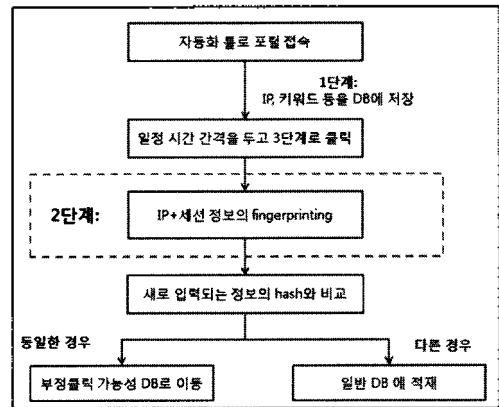 자동화 툴로 포털 접속
1단계:
IP, 키워드 등을 DB에 저장
일정 시간 간격을 두고 3단계로 클릭
2단계:
IP+세션 정보의 fingerprinting
새로 입력되는 정보의 hash와 비교
동일한 경우
다른 경우
부정클릭 가능성 DB로 이동
일반 DB 에 적재